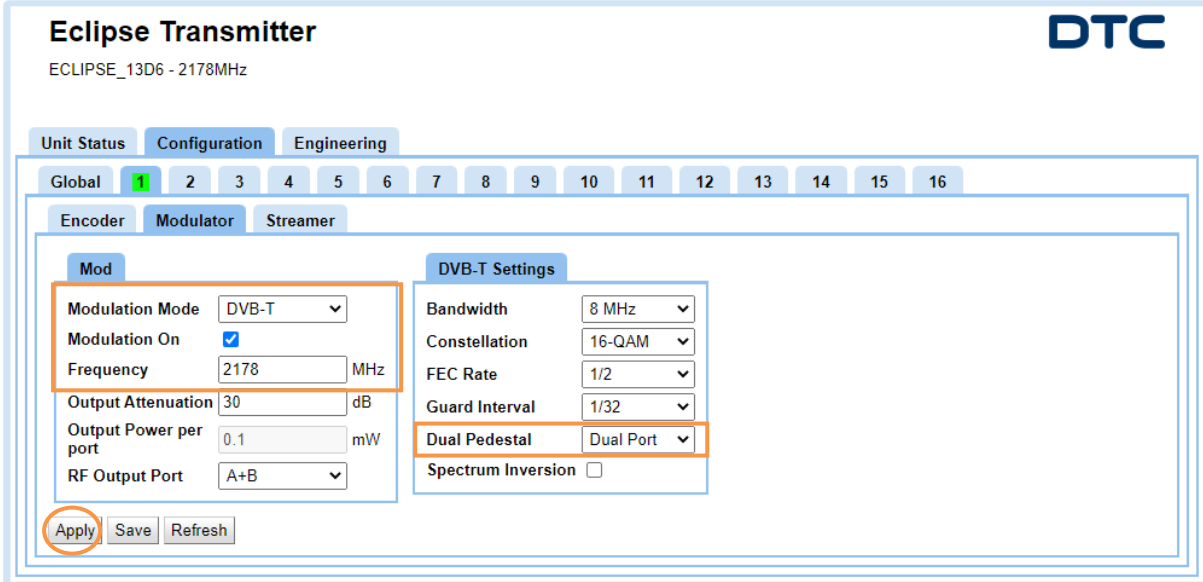 Eclipse Transmitter
DTC
ECLIPSE_13D6 - 2178MHz
Unit Status Configuration Engineering
Global 1 2 3 4 5 6 7 8 9 10 11 12 13 14 15 16
Encoder Modulator Streamer
Mod
Modulation Mode DVB-T
Modulation On
Frequency 2178 MHz
Output Attenuation 30 dB
Output Power per
port 0.1 mW
RF Output Port A+B
DVB-T Settings
Bandwidth 8 MHz
Constellation 16-QAM
FEC Rate 1/2
Guard Interval 1/32
Dual Pedestal Dual Port
Spectrum Inversion
Apply Save Refresh